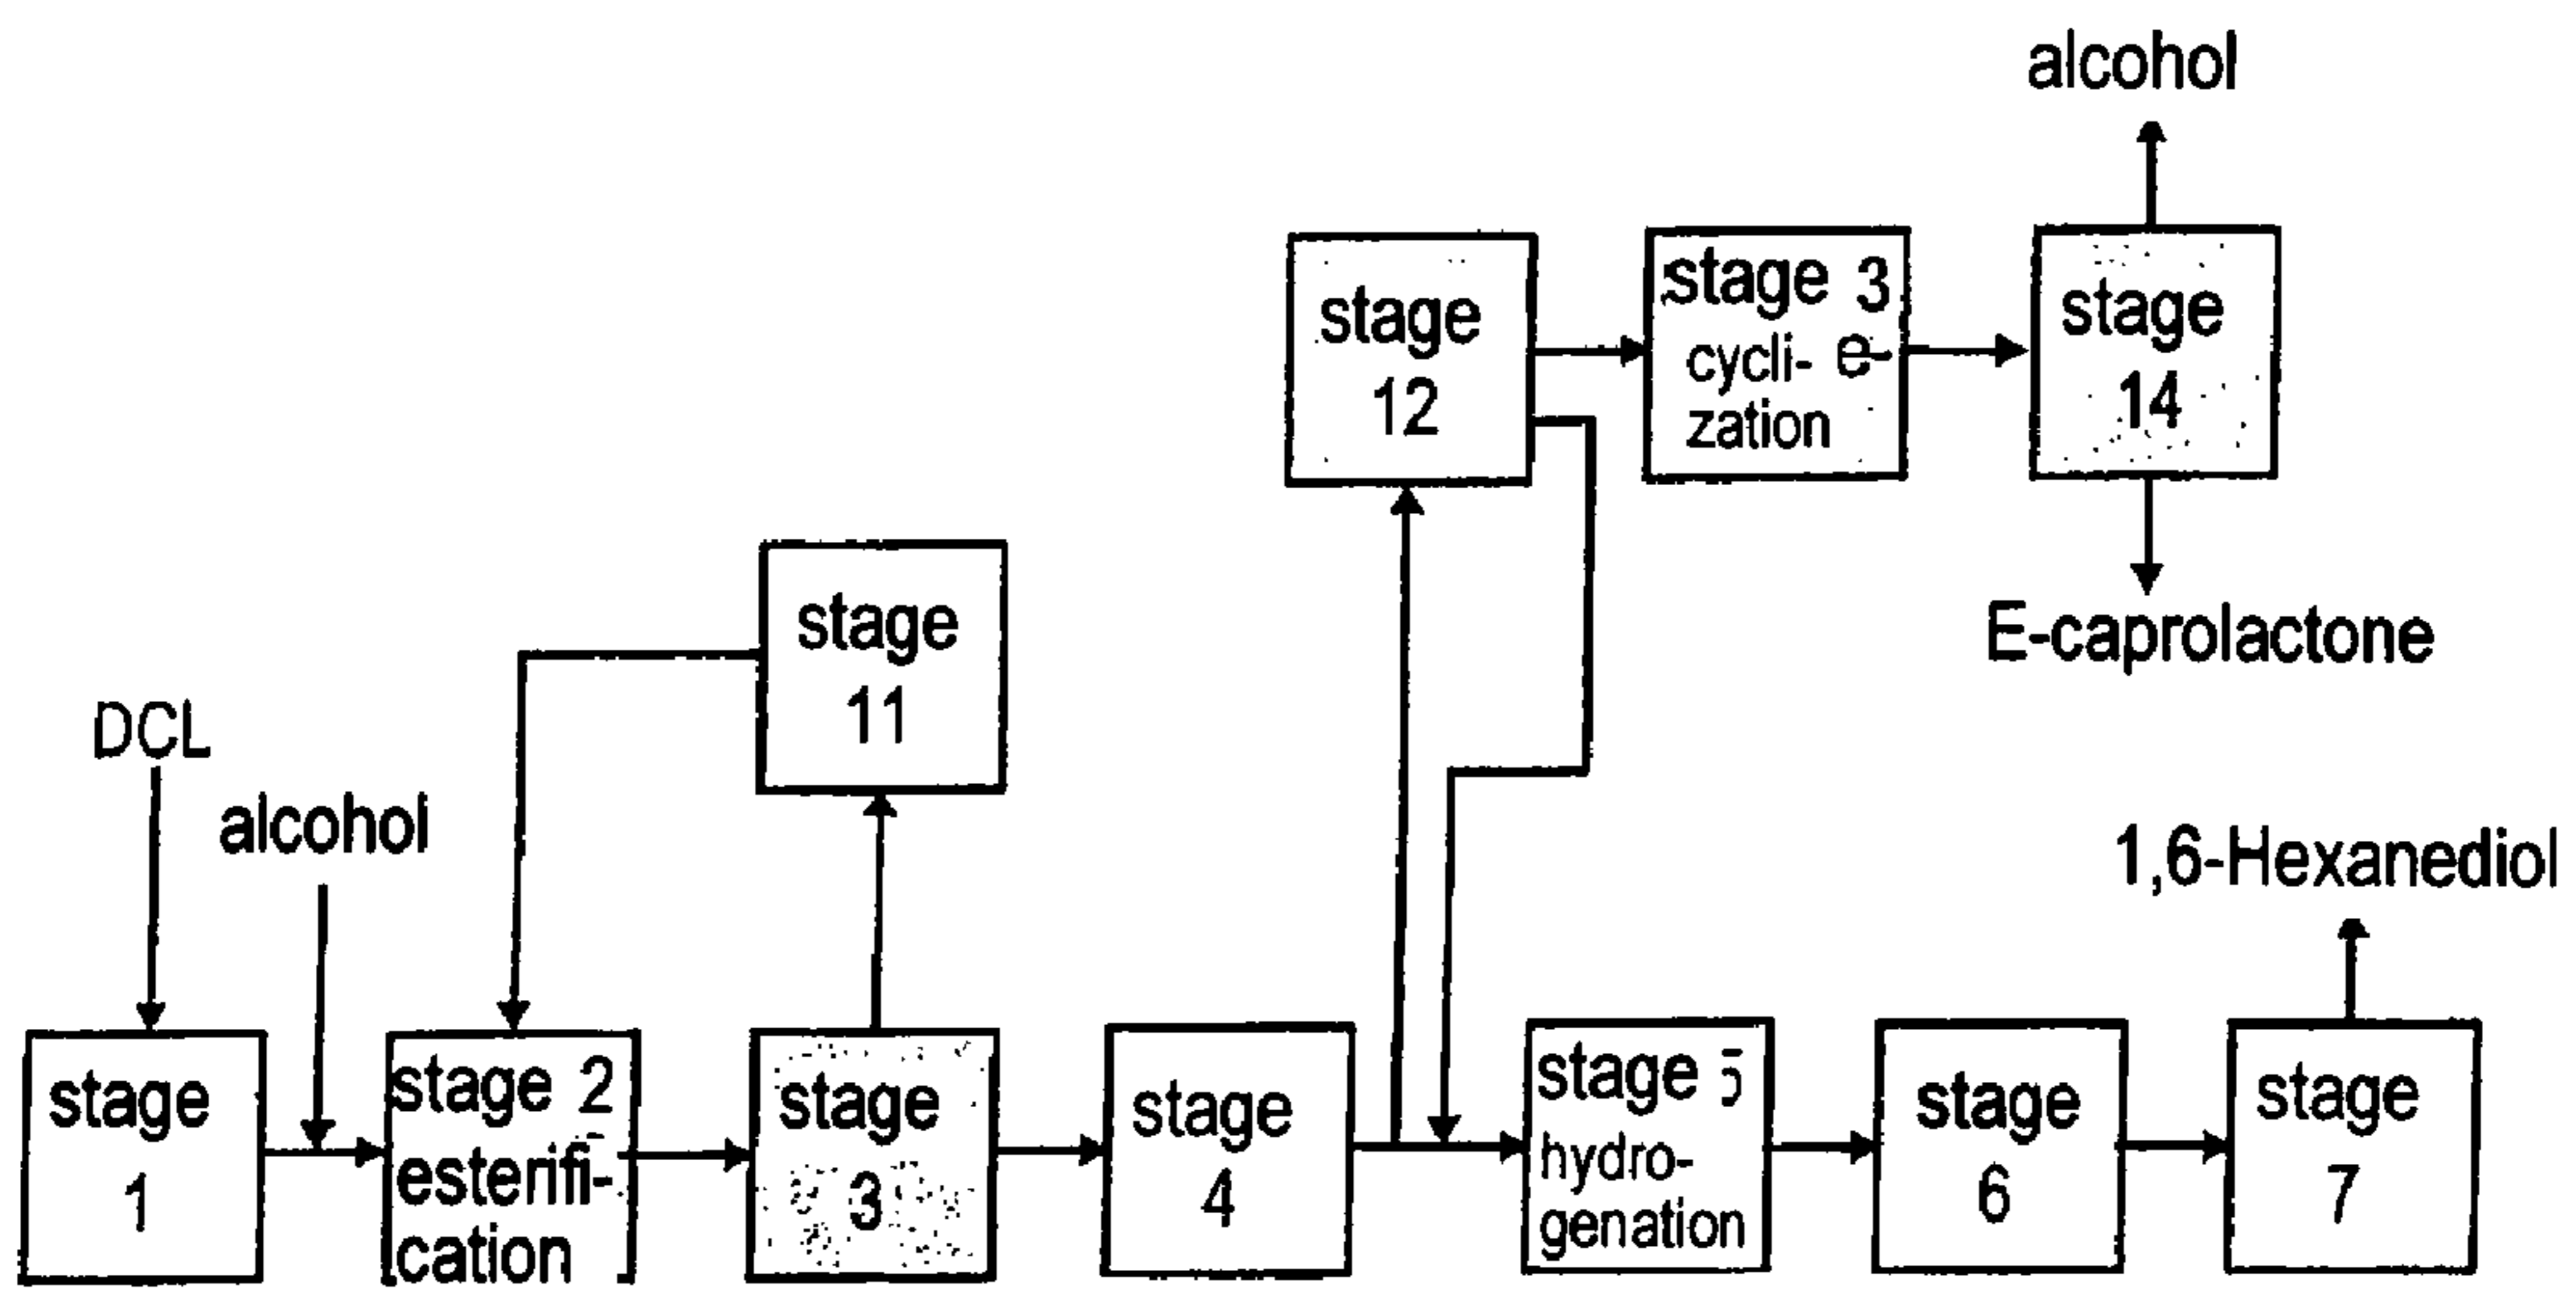 alcohol
stage
12
stage 3
cycli- e-
zation
stage
14
E-caprolactone
stage
11
DCL
alcohol
1,6-Hexanediol
stage
1
stage 2
esterifi-
cation
stage
3
stage
4
stage 5
hydro-
genation
stage
6
stage
7